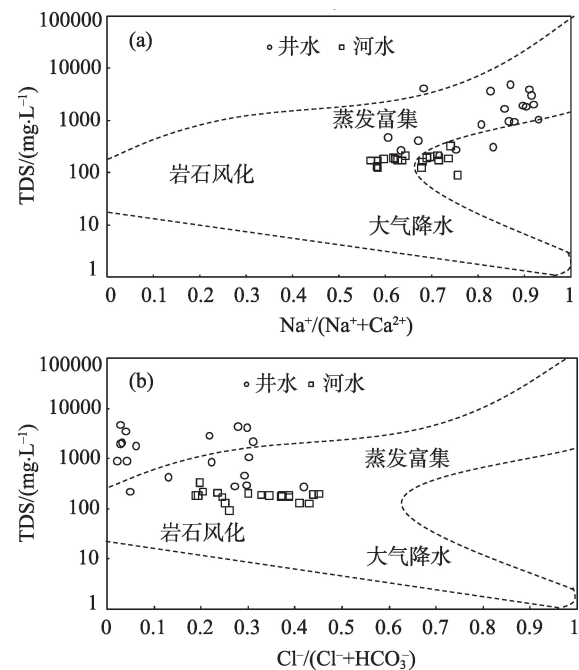 (a)
○井水 □河水
TDS/(mg·L⁻¹)
100000
10000
1000
100
10
1
蒸发富集
岩石风化
大气降水
0 0.1 0.2 0.3 0.4 0.5 0.6 0.7 0.8 0.9 1
Na⁺/(Na⁺+Ca²⁺)
(b)
○井水 □河水
TDS/(mg·L⁻¹)
100000
10000
1000
100
10
1
蒸发富集
岩石风化
大气降水
0 0.1 0.2 0.3 0.4 0.5 0.6 0.7 0.8 0.9 1
Cl⁻/(Cl⁻+HCO₃⁻)